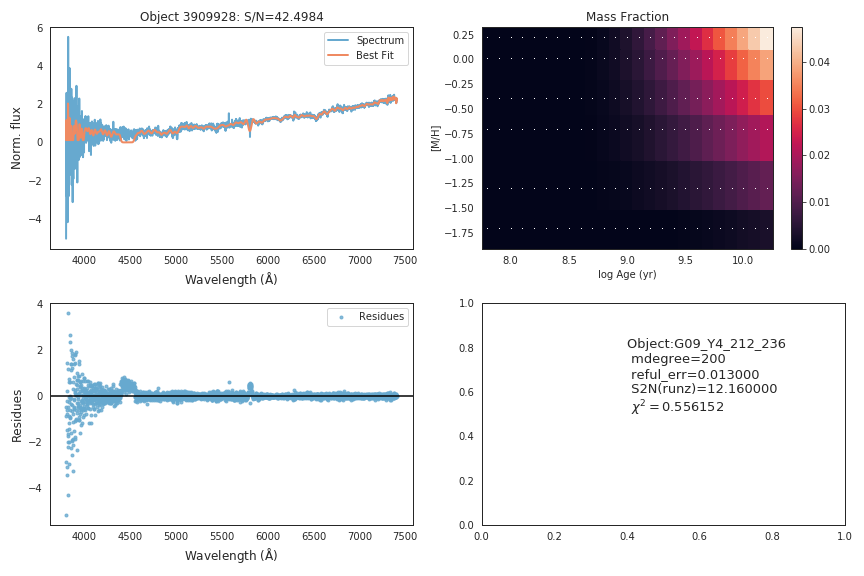 Object 3909928: S/N=42.4984
Norm. flux
6
4
2
0
−2
−4
Spectrum
Best Fit
4000 4500 5000 5500 6000 6500 7000 7500
Wavelength (Å)
Mass Fraction
[M/H]
0.25
0.00
−0.25
−0.50
−0.75
−1.00
−1.25
−1.50
−1.75
8.0 8.5 9.0 9.5 10.0
log Age (yr)
0.04
0.03
0.02
0.01
0.00
Residues
4
2
0
−2
−4
Residues
4000 4500 5000 5500 6000 6500 7000 7500
Wavelength (Å)
1.0
0.8
0.6
0.4
0.2
0.0
Object:G09_Y4_212_236
mdegree=200
reful_err=0.013000
S2N(runz)=12.160000
χ² = 0.556152
0.0 0.2 0.4 0.6 0.8 1.0